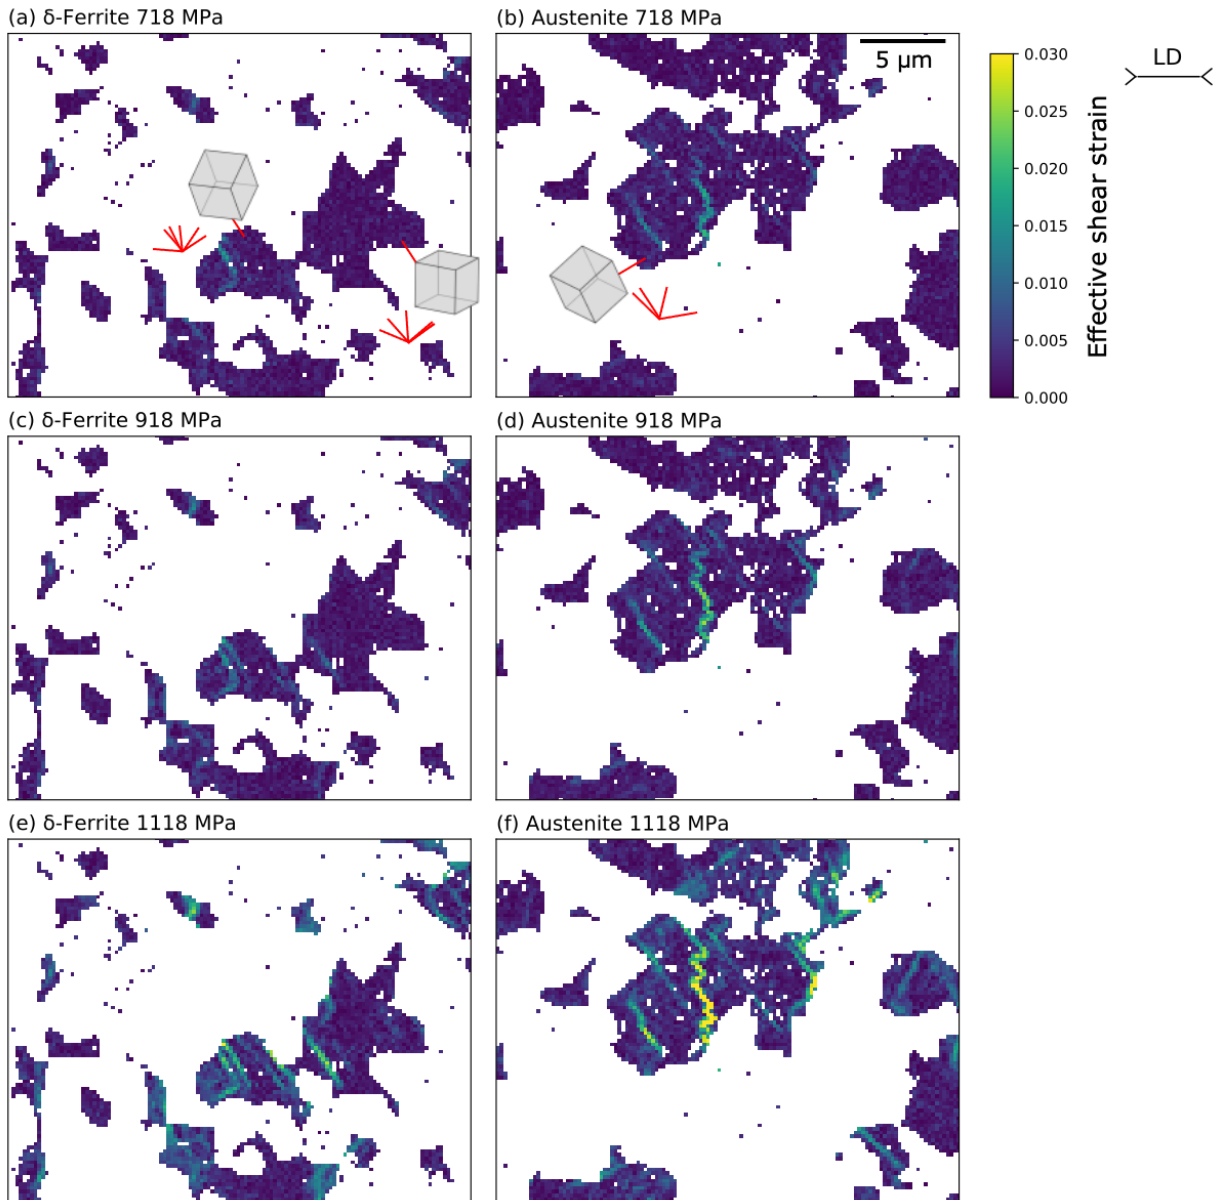 (a) δ-Ferrite 718 MPa
(b) Austenite 718 MPa
5 µm
LD
0.030
0.025
0.020
0.015
0.010
0.005
0.000
Effective shear strain
(c) δ-Ferrite 918 MPa
(d) Austenite 918 MPa
(e) δ-Ferrite 1118 MPa
(f) Austenite 1118 MPa